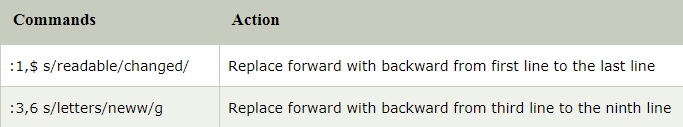 Commands Action
:1,$ s/readable/changed/ Replace forward with backward from first line to the last line
:3,6 s/letters/neww/g Replace forward with backward from third line to the ninth line